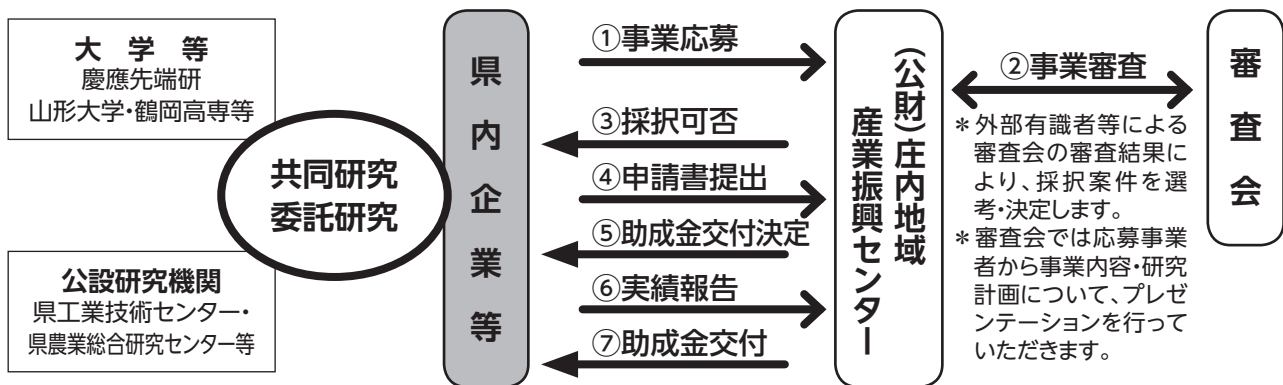 大 学 等
慶應先端研
山形大学・鶴岡高専等
共同研究
委託研究
公設研究機関
県工業技術センター・
県農業総合研究センター等
県内企業等
①事業応募
③採択可否
④申請書提出
⑤助成金交付決定
⑥実績報告
⑦助成金交付
(公財)庄内地域
産業振興センター
②事業審査
＊外部有識者等による
審査会の審査結果に
より、採択案件を選
考・決定します。
＊審査会では応募事業
者から事業内容・研究
計画について、プレゼ
ンテーションを行って
いただきます。
審査会